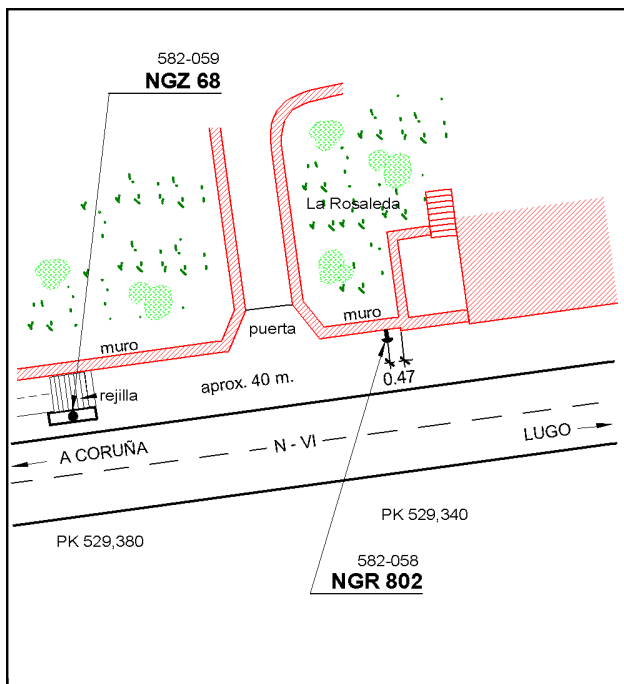 582-059
NGZ 68
La Rosaleda
puerta
muro
muro
0.47
aprox. 40 m.
rejilla
A CORUÑA
N - VI
LUGO
PK 529,380
PK 529,340
582-058
NGR 802